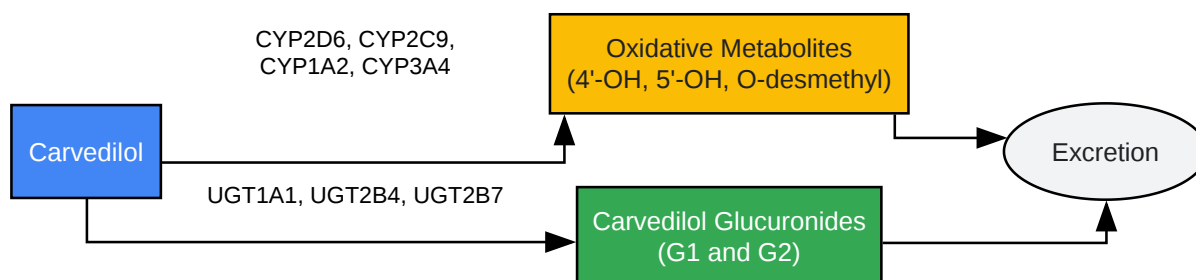 CYP2D6, CYP2C9,
CYP1A2, CYP3A4
Oxidative Metabolites
(4'-OH, 5'-OH, O-desmethyl)
Carvedilol
Excretion
UGT1A1, UGT2B4, UGT2B7
Carvedilol Glucuronides
(G1 and G2)